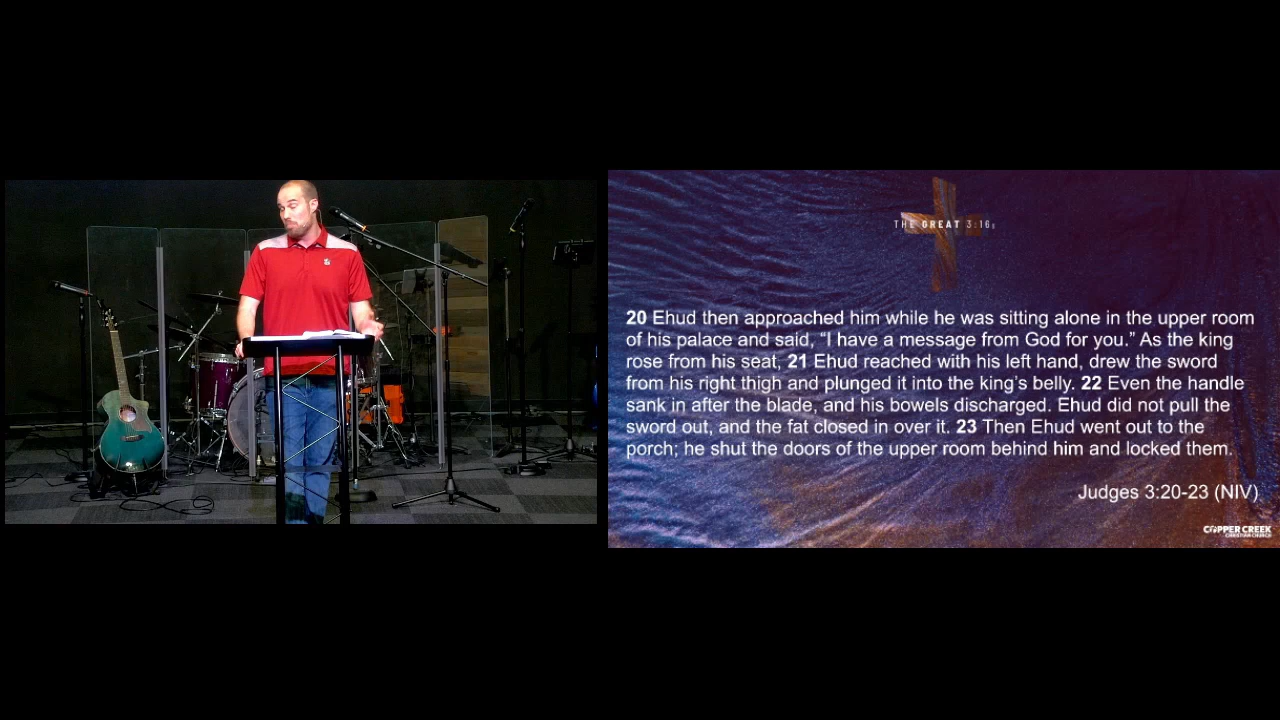 THE GREAT 3:16s
20 Ehud then approached him while he was sitting alone in the upper room
of his palace and said, “I have a message from God for you.” As the king
rose from his seat, 21 Ehud reached with his left hand, drew the sword
from his right thigh and plunged it into the king’s belly. 22 Even the handle
sank in after the blade, and his bowels discharged. Ehud did not pull the
sword out, and the fat closed in over it. 23 Then Ehud went out to the
porch; he shut the doors of the upper room behind him and locked them.
Judges 3:20-23 (NIV)
COPPER CREEK
CHRISTIAN CHURCH